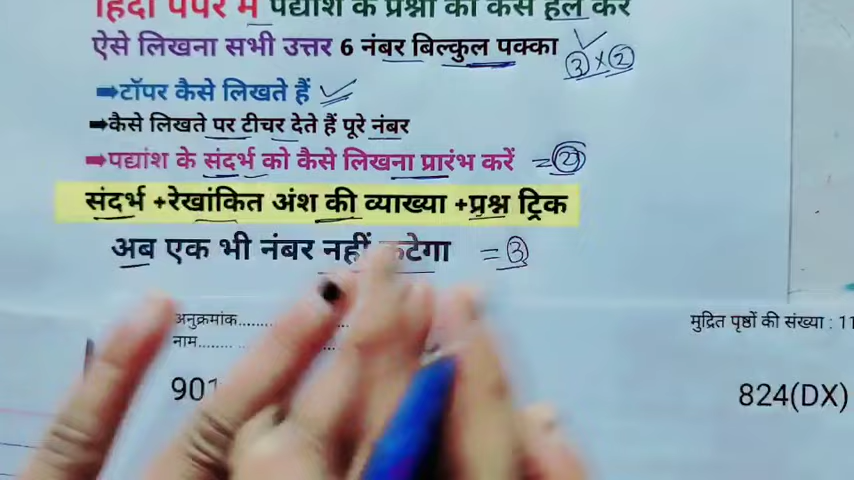 हिंदी पेपर में पद्यांश के प्रश्नों को कैसे हल करें
ऐसे लिखना सभी उत्तर 6 नंबर बिल्कुल पक्का 3×2
➡टॉपर कैसे लिखते हैं
➡कैसे लिखते पर टीचर देते हैं पूरे नंबर
➡पद्यांश के संदर्भ को कैसे लिखना प्रारंभ करें =2
संदर्भ +रेखांकित अंश की व्याख्या +प्रश्न ट्रिक
अब एक भी नंबर नहीं कटेगा =3
अनुक्रमांक............
मुद्रित पृष्ठों की संख्या : 11
नाम........
901
824(DX)